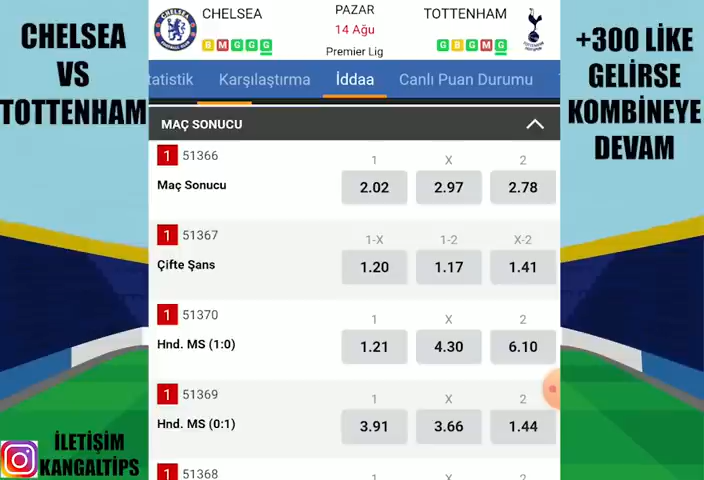 CHELSEA
VS
TOTTENHAM
CHELSEA
B M G G G
PAZAR
14 Ağu
Premier Lig
TOTTENHAM
G B G M G
+300 LİKE
GELİRSE
KOMBİNEYE
DEVAM
tatistik Karşılaştırma İddaa Canlı Puan Durumu
MAÇ SONUCU
1 51366 1 X 2
Maç Sonucu 2.02 2.97 2.78
1 51367 1-X 1-2 X-2
Çifte Şans 1.20 1.17 1.41
1 51370 1 X 2
Hnd. MS (1:0) 1.21 4.30 6.10
1 51369 1 X 2
Hnd. MS (0:1) 3.91 3.66 1.44
1 51368 1 X 2
İLETİŞİM
KANGALTİPS